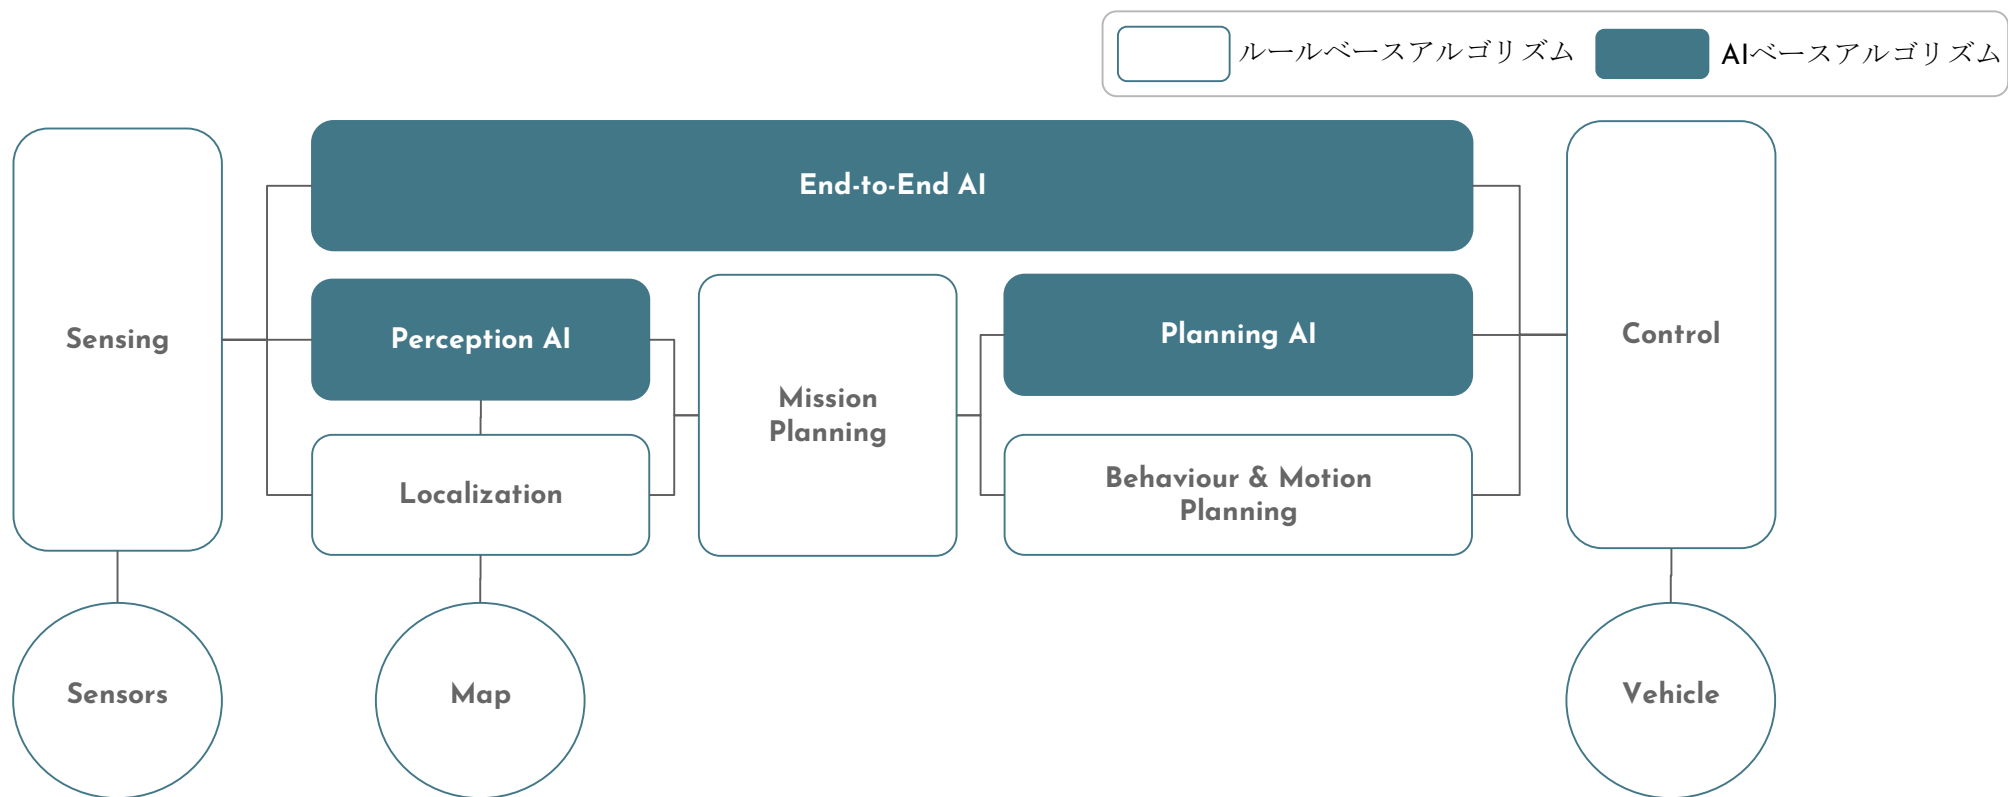 ルールベースアルゴリズム
AIベースアルゴリズム
End-to-End AI
Sensing
Perception AI
Planning AI
Control
Mission
Planning
Localization
Behaviour & Motion
Planning
Sensors
Map
Vehicle